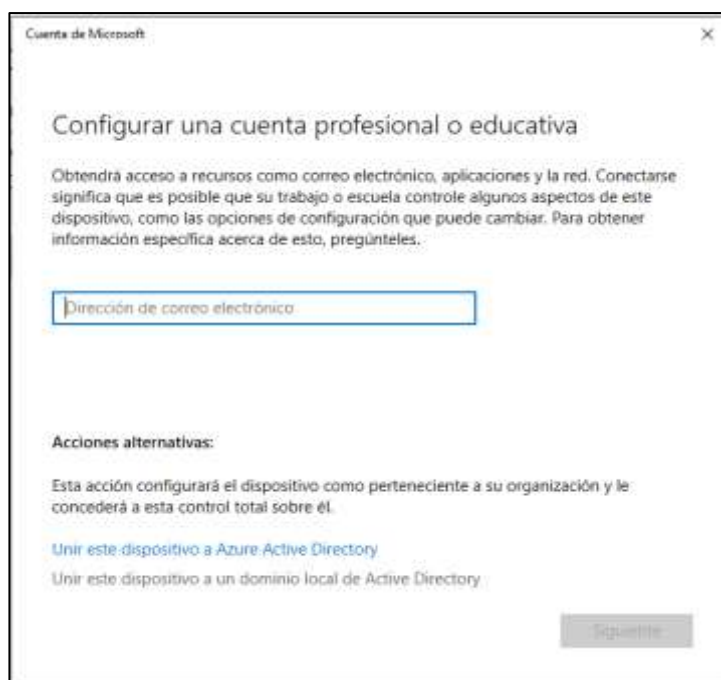 Cuenta de Microsoft
Configurar una cuenta profesional o educativa
Obtendrá acceso a recursos como correo electrónico, aplicaciones y la red. Conectarse
significa que es posible que su trabajo o escuela controle algunos aspectos de este
dispositivo, como las opciones de configuración que puede cambiar. Para obtener
información específica acerca de esto, pregúnteles.
Dirección de correo electrónico
Acciones alternativas:
Esta acción configurará el dispositivo como perteneciente a su organización y le
concederá a esta control total sobre él.
Unir este dispositivo a Azure Active Directory
Unir este dispositivo a un dominio local de Active Directory
Siguiente